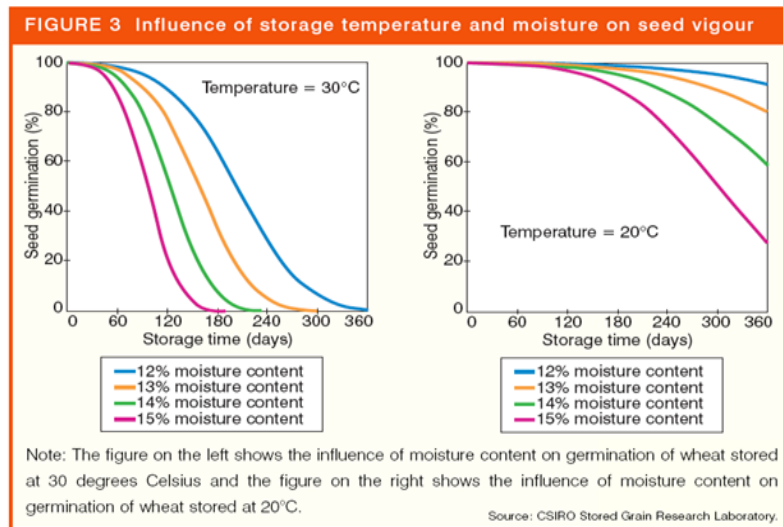 FIGURE 3 Influence of storage temperature and moisture on seed vigour
100
80
60
40
20
0
Seed germination (%)
Temperature = 30°C
0 60 120 180 240 300 360
Storage time (days)
12% moisture content
13% moisture content
14% moisture content
15% moisture content
100
80
60
40
20
0
Seed germination (%)
Temperature = 20°C
0 60 120 180 240 300 360
Storage time (days)
12% moisture content
13% moisture content
14% moisture content
15% moisture content
Note: The figure on the left shows the influence of moisture content on germination of wheat stored
at 30 degrees Celsius and the figure on the right shows the influence of moisture content on
germination of wheat stored at 20°C.
Source: CSIRO Stored Grain Research Laboratory.